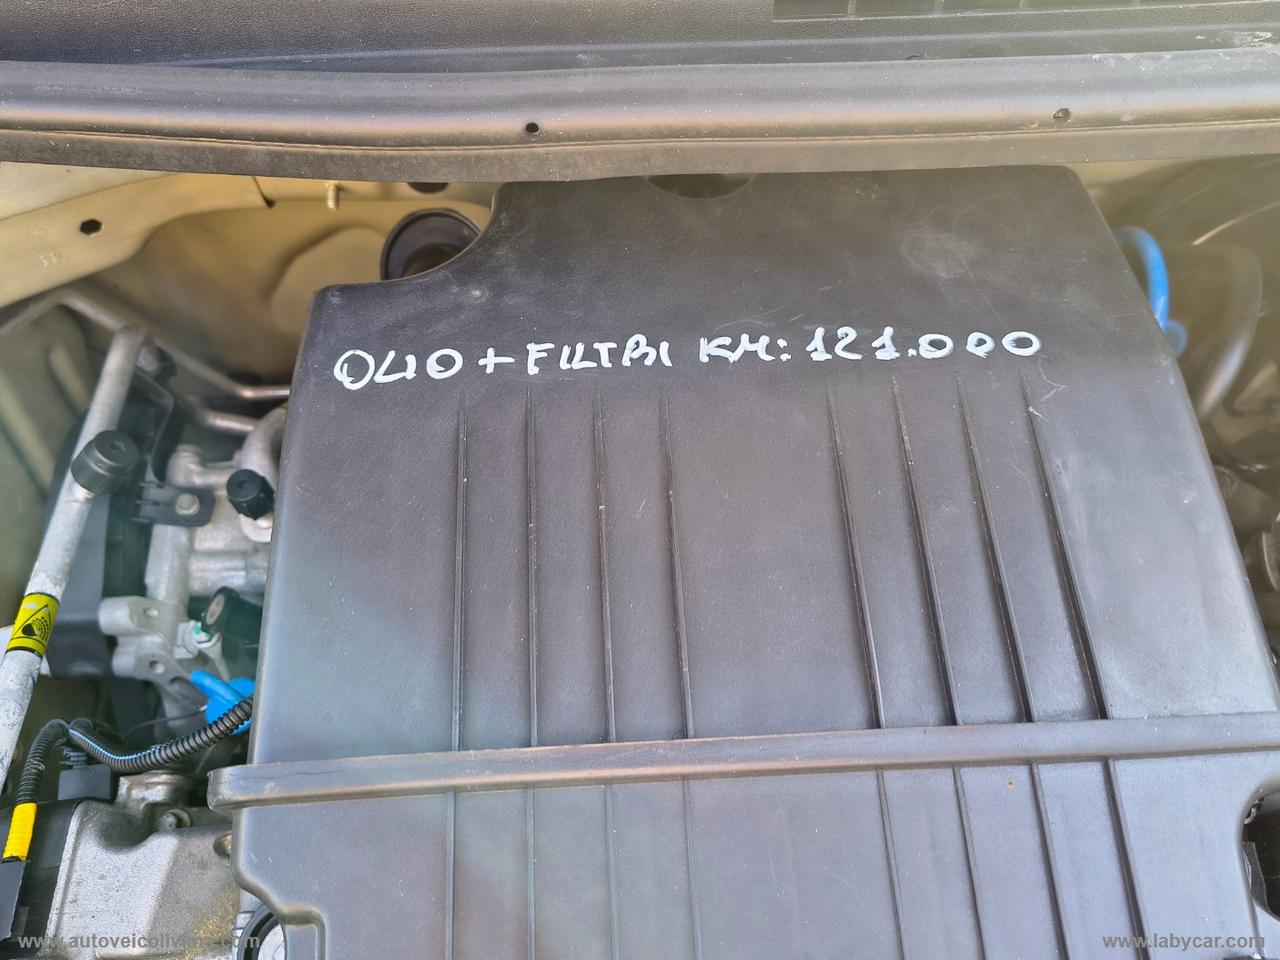 OLIO + FILTRI KM: 121.000
www.labycar.com